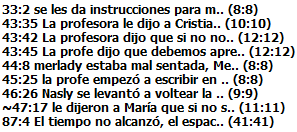 33:2 se les da instrucciones para m.. (8:8)
43:35 La profesora le dijo a Cristia.. (10:10)
43:42 La profesora dijo que si no no.. (12:12)
43:45 La profe dijo que debemos apre.. (12:12)
44:8 merlady estaba mal sentada, Me.. (8:8)
45:25 la profe empezó a escribir en .. (8:8)
46:26 Nasly se levantó a voltear la .. (9:9)
~47:17 le dijeron a María que si no s.. (11:11)
87:4 El tiempo no alcanzó, el espac.. (41:41)